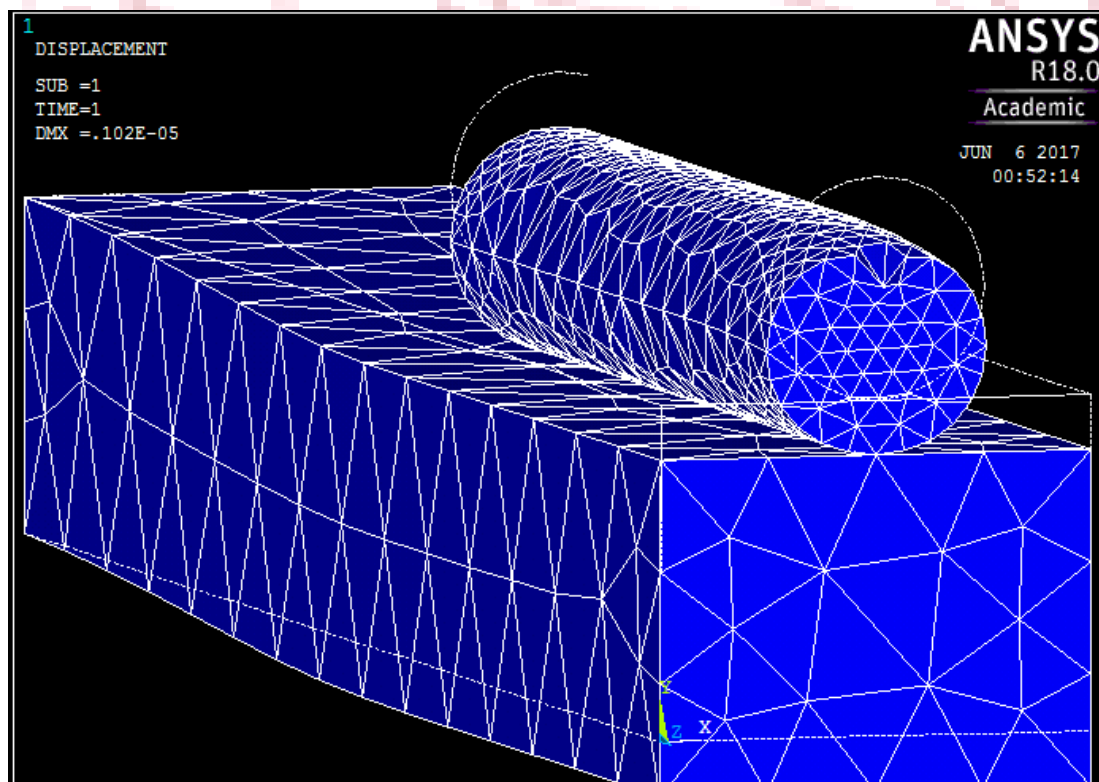 1
DISPLACEMENT
SUB =1
TIME=1
DMX =.102E-05
ANSYS
R18.0
Academic
JUN  6 2017
00:52:14
Y
Z
X